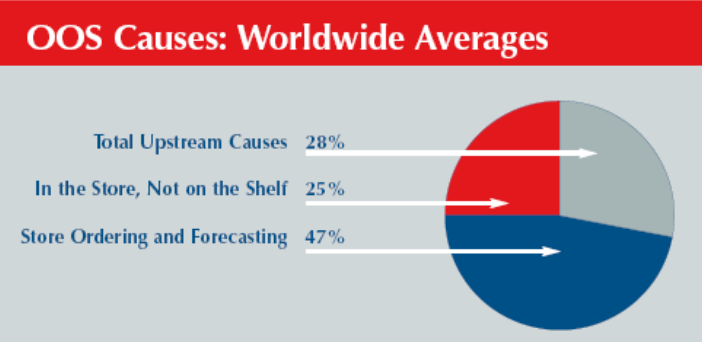 OOS Causes: Worldwide Averages
Total Upstream Causes 28%
In the Store, Not on the Shelf 25%
Store Ordering and Forecasting 47%